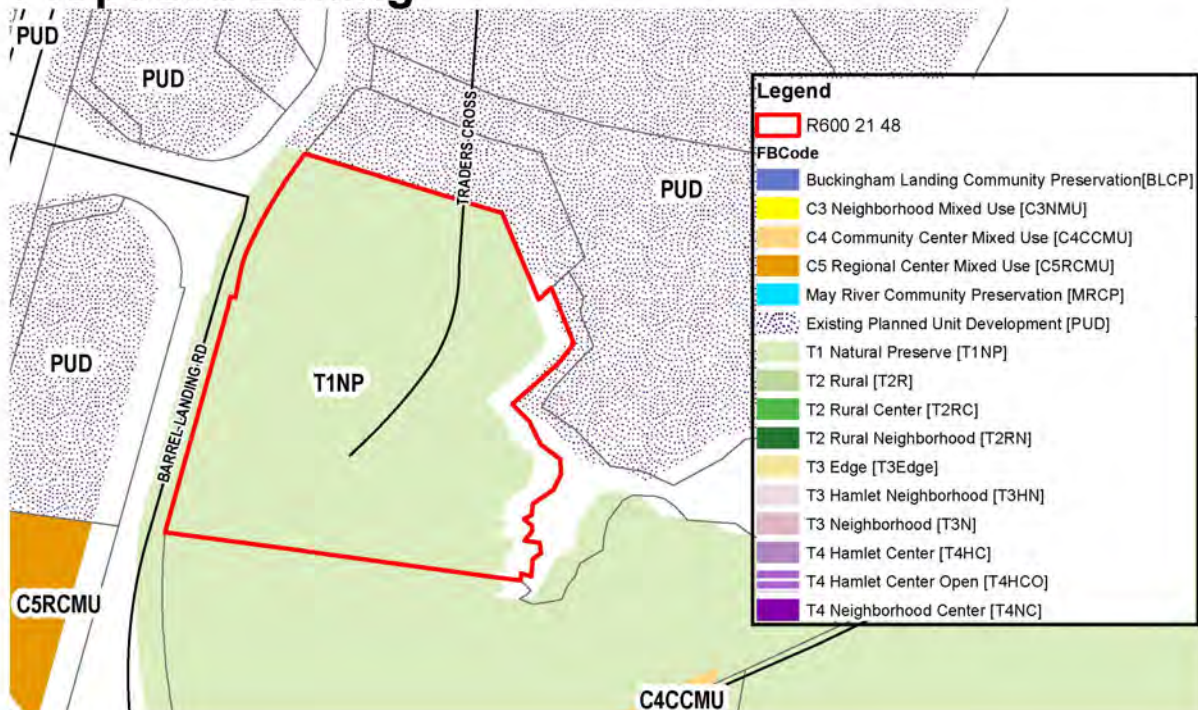 PUD
PUD
TRADERS CROSS
PUD
PUD
BARREL LANDING RD
T1NP
C5RCMU
C4CCMU
Legend
R600 21 48
FBCode
Buckingham Landing Community Preservation[BLCP]
C3 Neighborhood Mixed Use [C3NMU]
C4 Community Center Mixed Use [C4CCMU]
C5 Regional Center Mixed Use [C5RCMU]
May River Community Preservation [MRCP]
Existing Planned Unit Development [PUD]
T1 Natural Preserve [T1NP]
T2 Rural [T2R]
T2 Rural Center [T2RC]
T2 Rural Neighborhood [T2RN]
T3 Edge [T3Edge]
T3 Hamlet Neighborhood [T3HN]
T3 Neighborhood [T3N]
T4 Hamlet Center [T4HC]
T4 Hamlet Center Open [T4HCO]
T4 Neighborhood Center [T4NC]